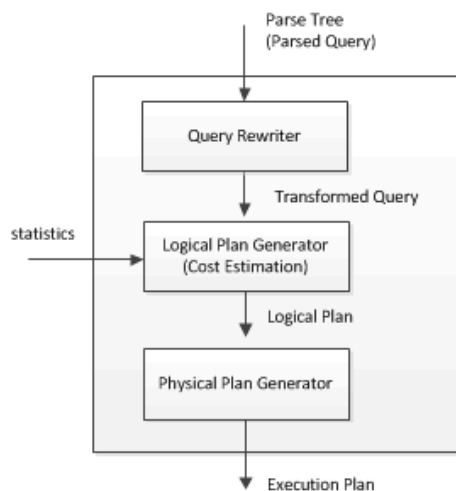 Parse Tree
(Parsed Query)
Query Rewriter
Transformed Query
statistics
Logical Plan Generator
(Cost Estimation)
Logical Plan
Physical Plan Generator
Execution Plan